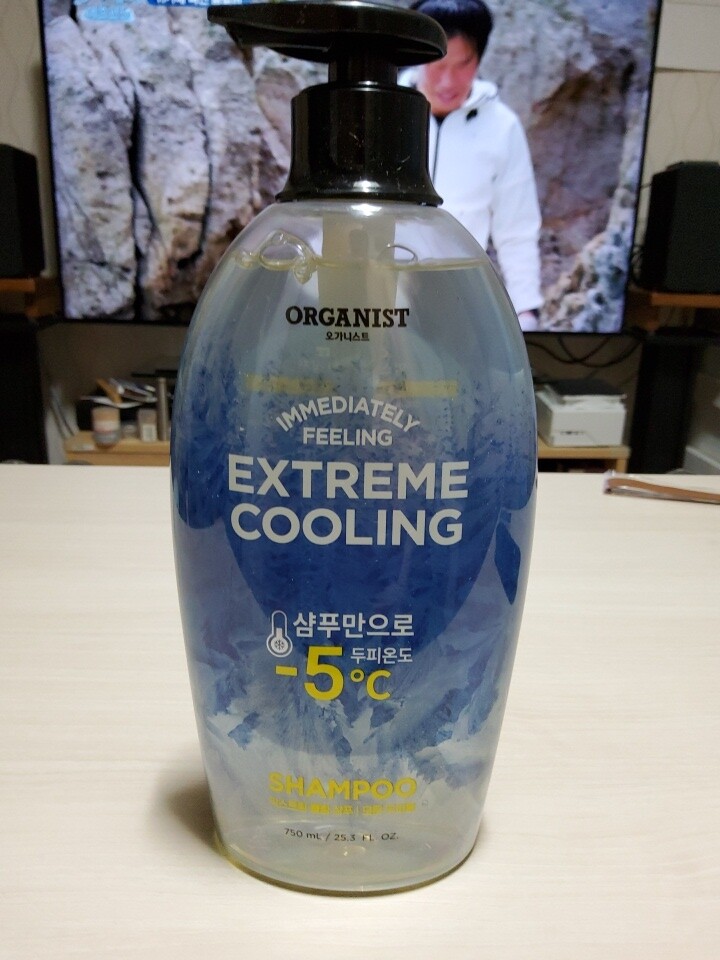 ORGANIST
오가니스트
IMMEDIATELY
FEELING
EXTREME
COOLING
샴푸만으로
두피온도
-5°C
SHAMPOO
750 mL / 25.3 FL. OZ.